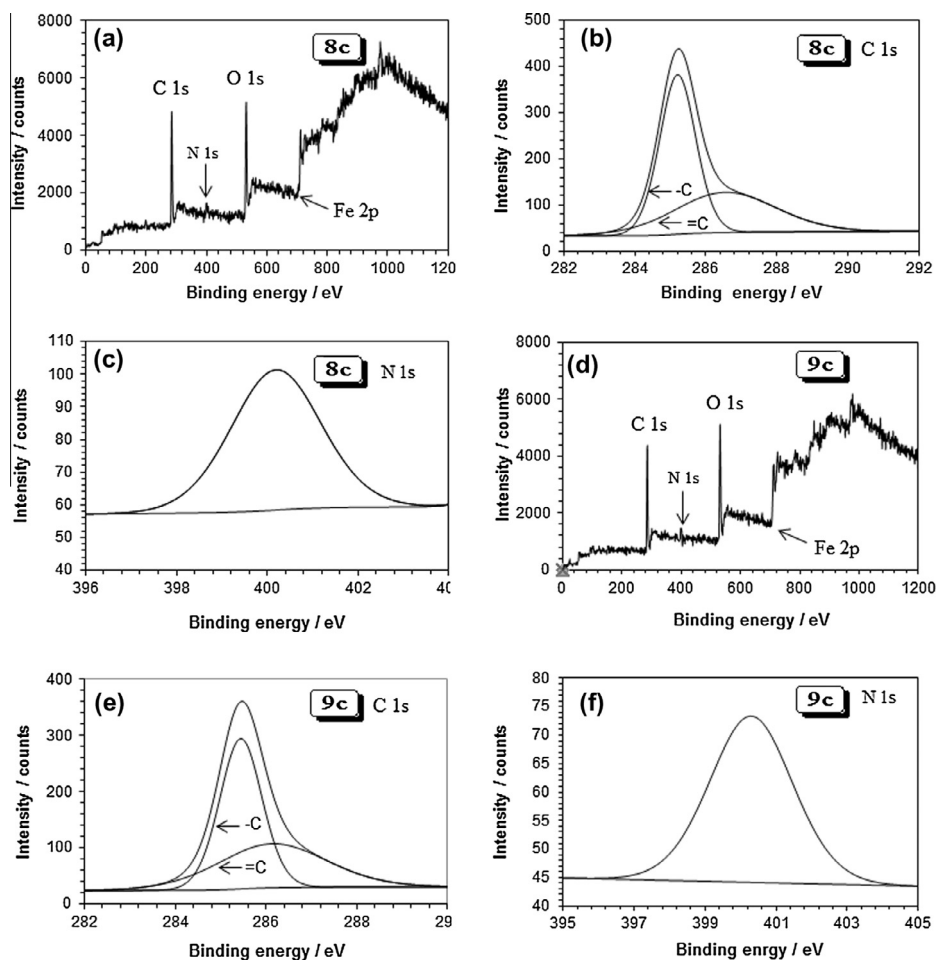 (a)
8c
C 1s
O 1s
N 1s
Fe 2p
Intensity / counts
8000
6000
4000
2000
0
0 200 400 600 800 1000 120
Binding energy / eV
(b)
8c C 1s
-C
=C
Intensity / counts
500
400
300
200
100
0
282 284 286 288 290 292
Binding energy / eV
(c)
8c N 1s
Intensity / counts
110
100
90
80
70
60
50
40
396 398 400 402 40
Binding energy / eV
(d)
9c
C 1s
O 1s
N 1s
Fe 2p
Intensity / counts
8000
6000
4000
2000
0
0 200 400 600 800 1000 1200
Binding energy / eV
(e)
9c C 1s
-C
=C
Intensity / counts
400
300
200
100
0
282 284 286 288 29
Binding energy / eV
(f)
9c N 1s
Intensity / counts
80
75
70
65
60
55
50
45
40
395 397 399 401 403 405
Binding enrgy / eV